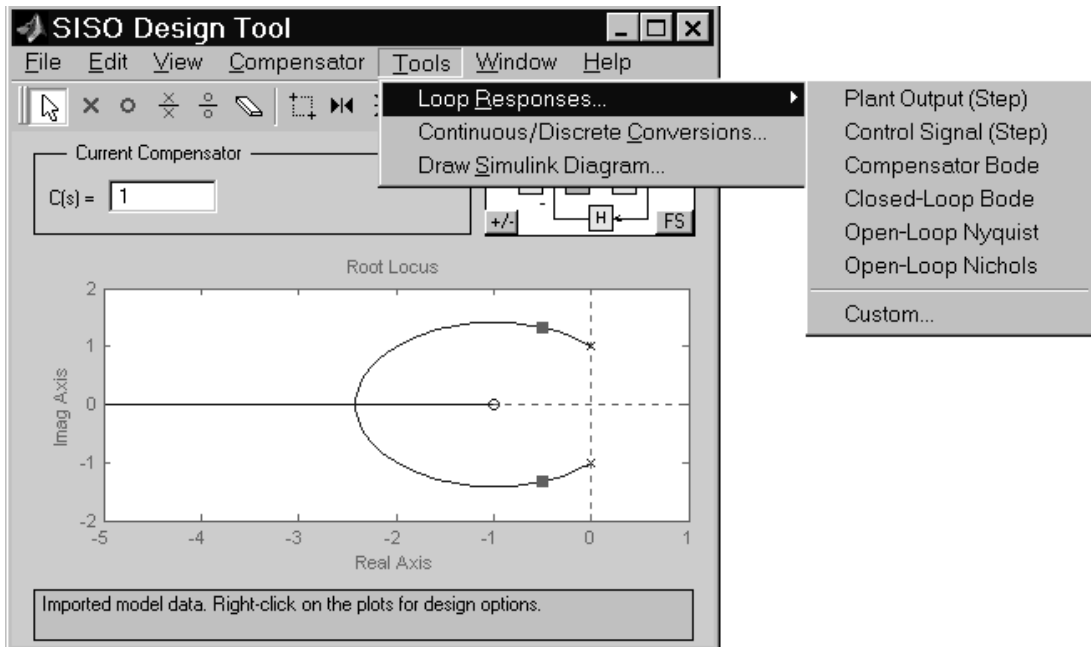 SISO Design Tool
File Edit View Compensator Tools Window Help
Loop Responses...
Continuous/Discrete Conversions...
Draw Simulink Diagram...
Plant Output (Step)
Control Signal (Step)
Compensator Bode
Closed-Loop Bode
Open-Loop Nyquist
Open-Loop Nichols
Custom...
Current Compensator
C(s) = 1
+/- H FS
Root Locus
2
1
0
-1
-2
Imag Axis
-5 -4 -3 -2 -1 0 1
Real Axis
Imported model data. Right-click on the plots for design options.